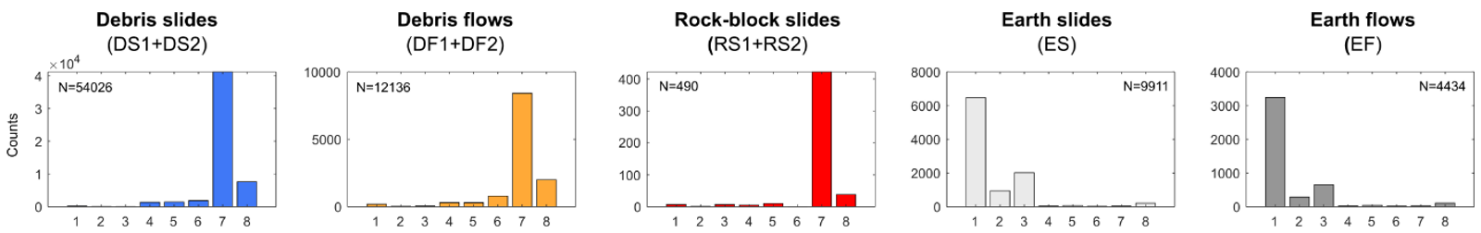 Debris slides
(DS1+DS2)
×10⁴
4
3
2
1
0
Counts
N=54026
1 2 3 4 5 6 7 8
Debris flows
(DF1+DF2)
10000
5000
0
N=12136
1 2 3 4 5 6 7 8
Rock-block slides
(RS1+RS2)
400
300
200
100
0
N=490
1 2 3 4 5 6 7 8
Earth slides
(ES)
8000
6000
4000
2000
0
N=9911
1 2 3 4 5 6 7 8
Earth flows
(EF)
4000
3000
2000
1000
0
N=4434
1 2 3 4 5 6 7 8